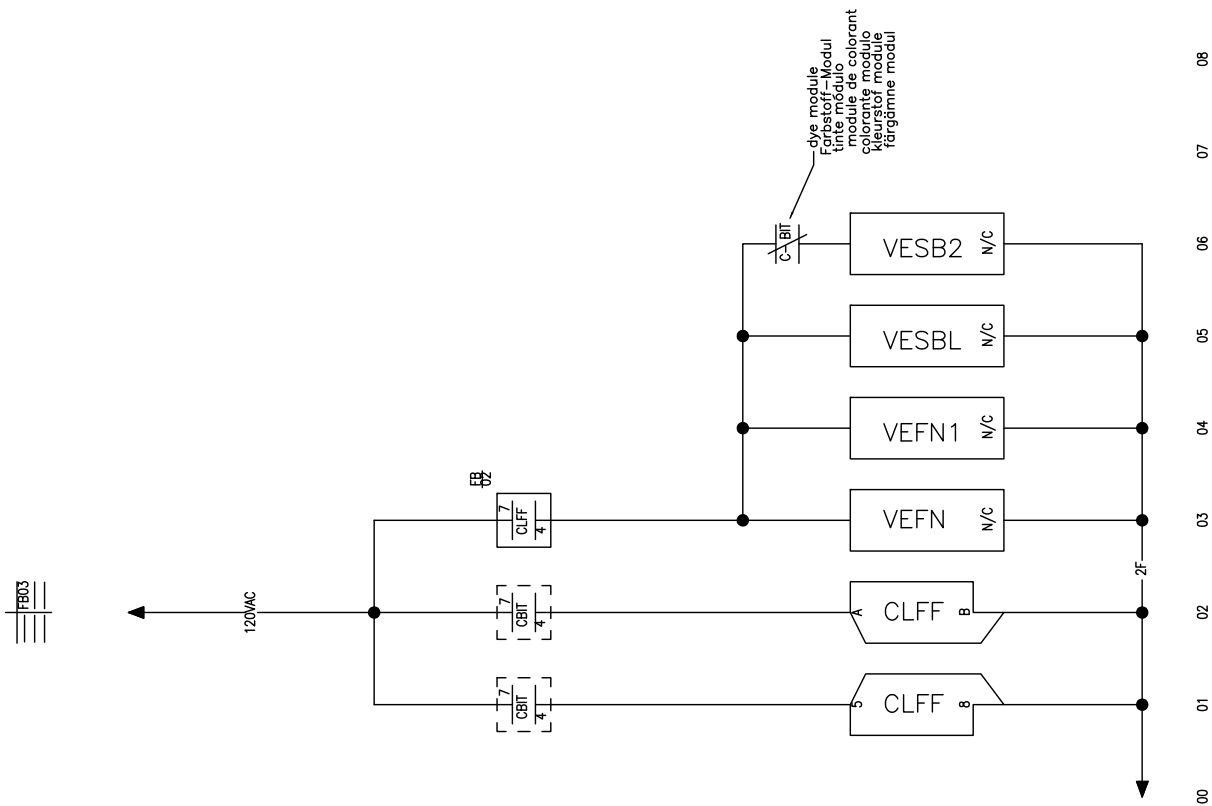 FB03
120VAC
FB
02
7
CLFF
4
7
CBIT
4
7
CBIT
4
dye module
Farbstoff-Modul
tinte módulo
module de colorant
colorante modulo
kleurstof module
färgämne modul
C-BIT
VESB2
N/C
VESBL
N/C
VEFN1
N/C
VEFN
N/C
A
CLFF
B
5
CLFF
8
2F
08
07
06
05
04
03
02
01
00